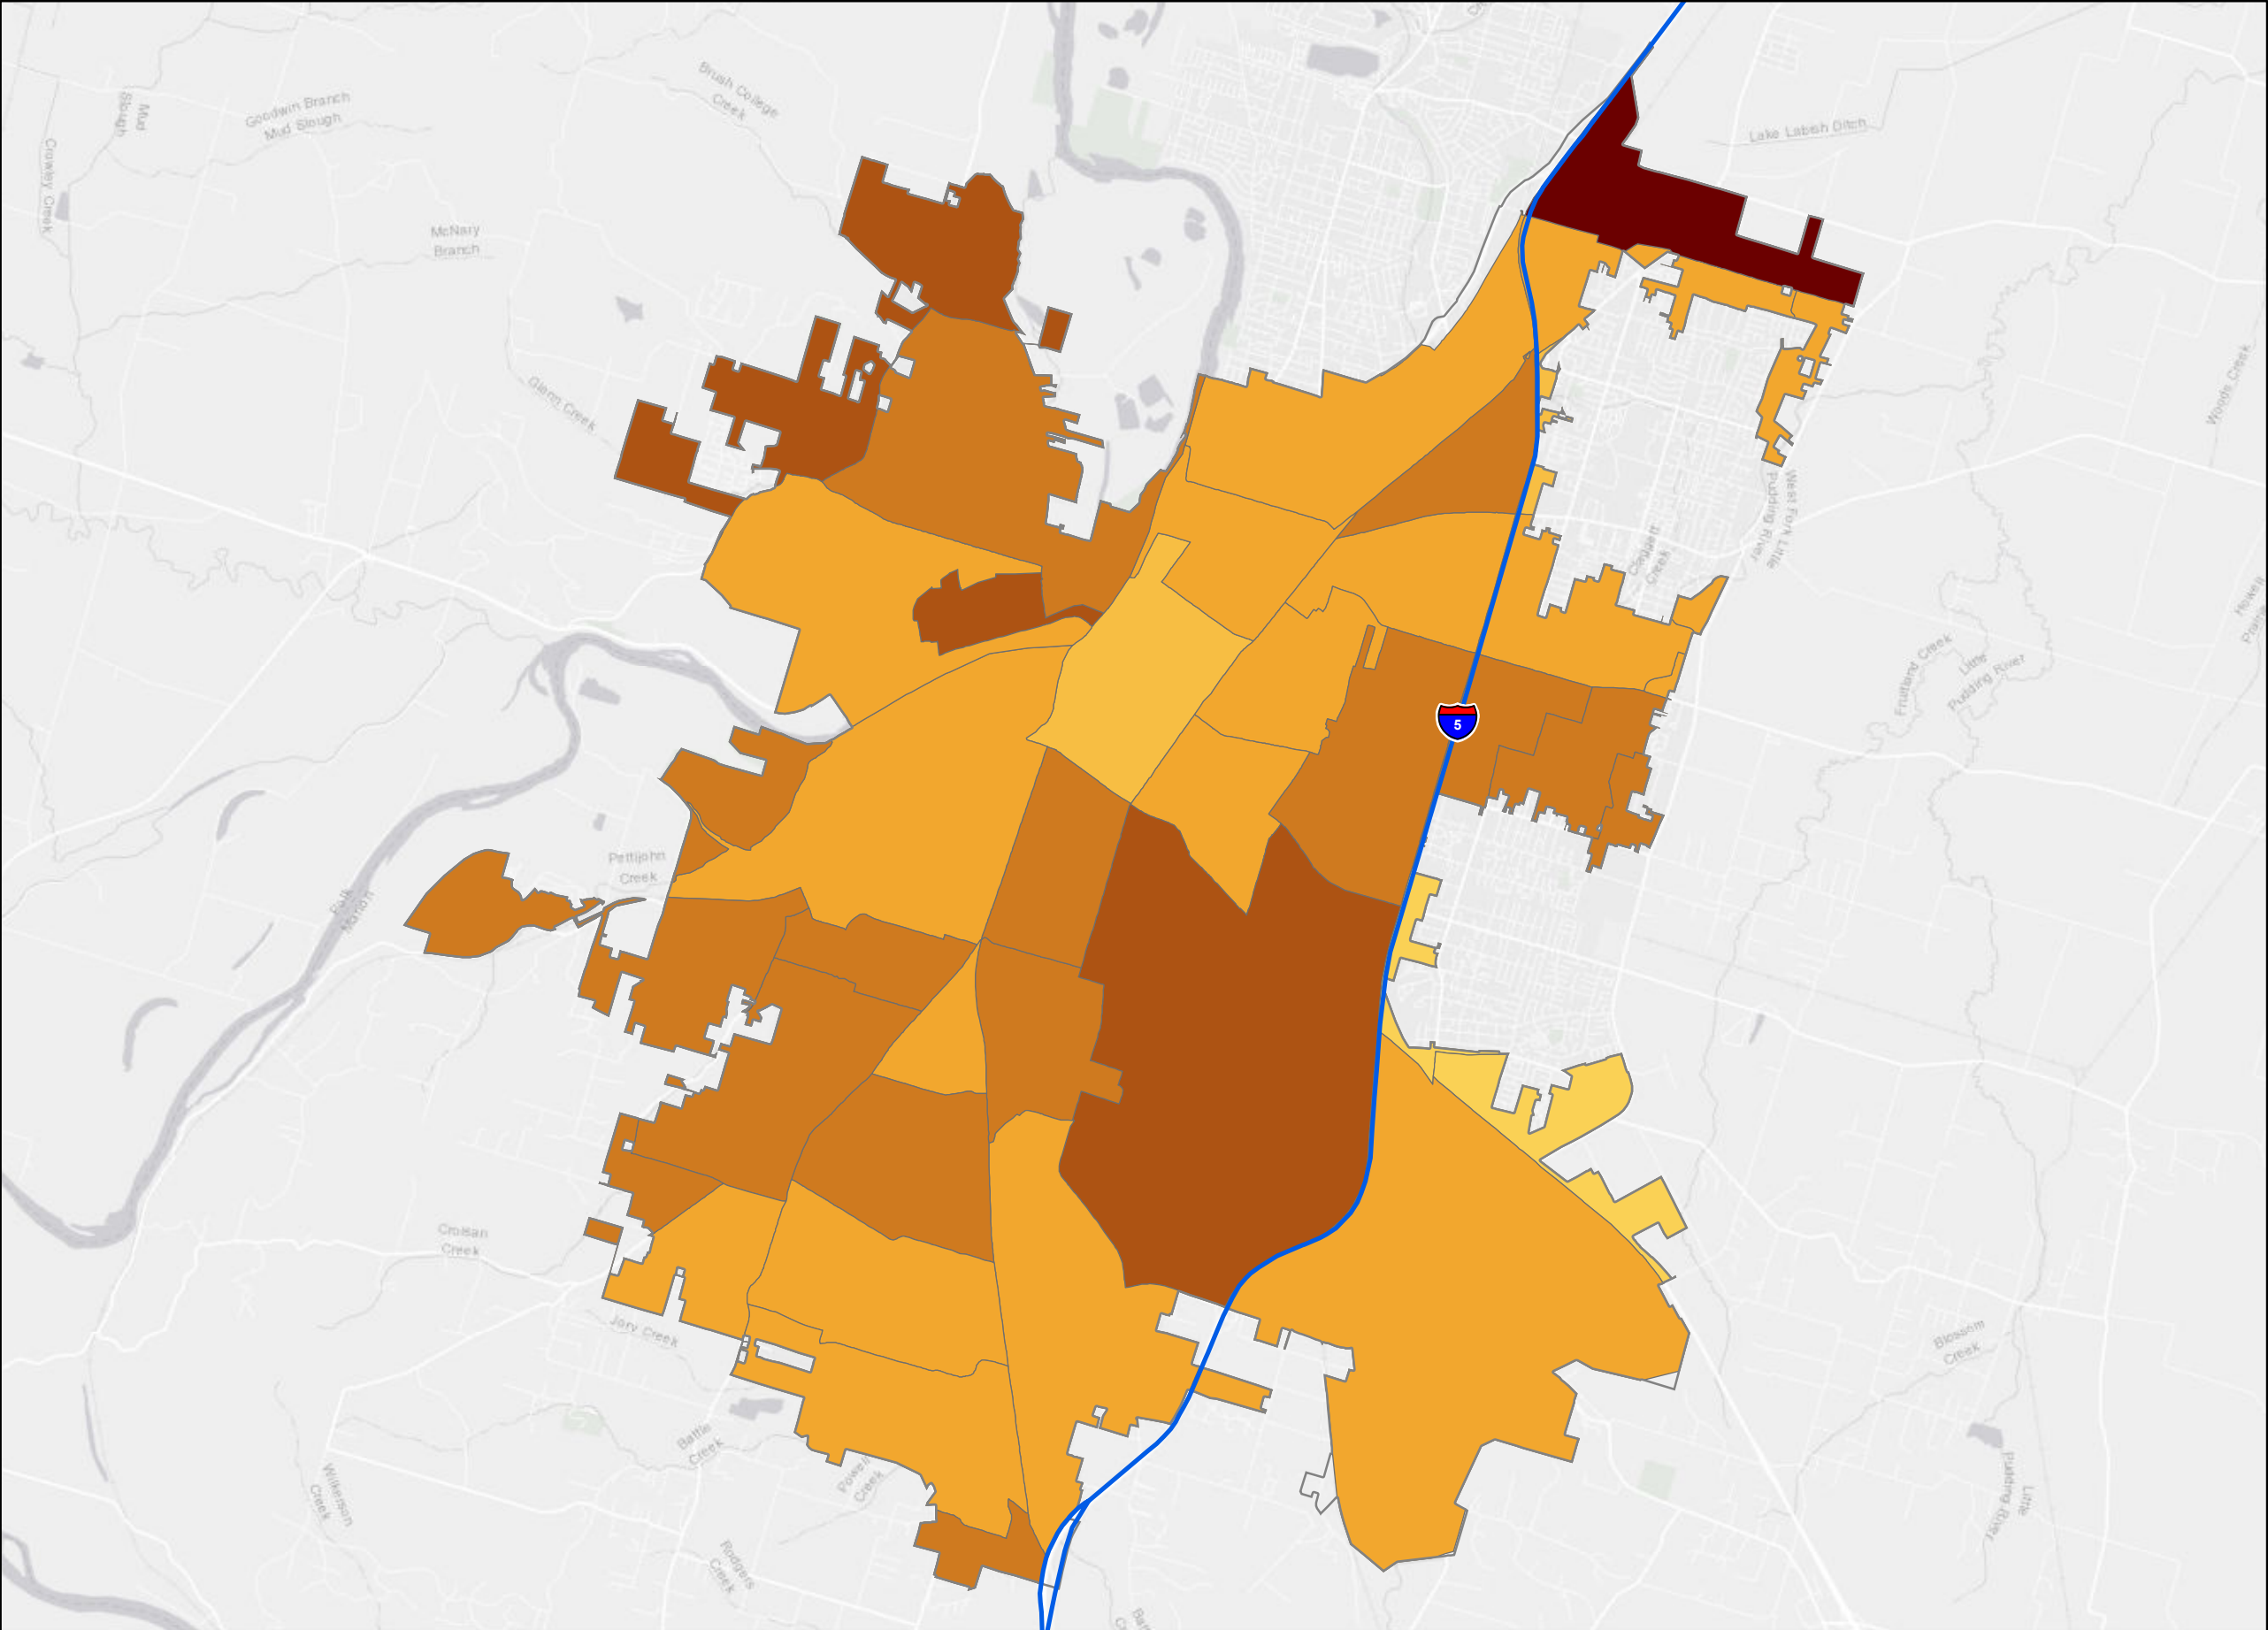 Brush College
Creek
Goodwin Branch
Mud Slough
Mud
Slough
Lake Labish Ditch
Crowley Creek
McNary
Branch
Glenn Creek
Woods Creek
West Fork Little
Pudding River
Claggett
Creek
Fruitland Creek
Little
Pudding River
5
Pettijohn
Creek
Croisan
Creek
Jory Creek
Battle
Creek
Powell
Creek
Wilkerson
Creek
Rodgers
Creek
Blossom
Creek
Little
Pudding River